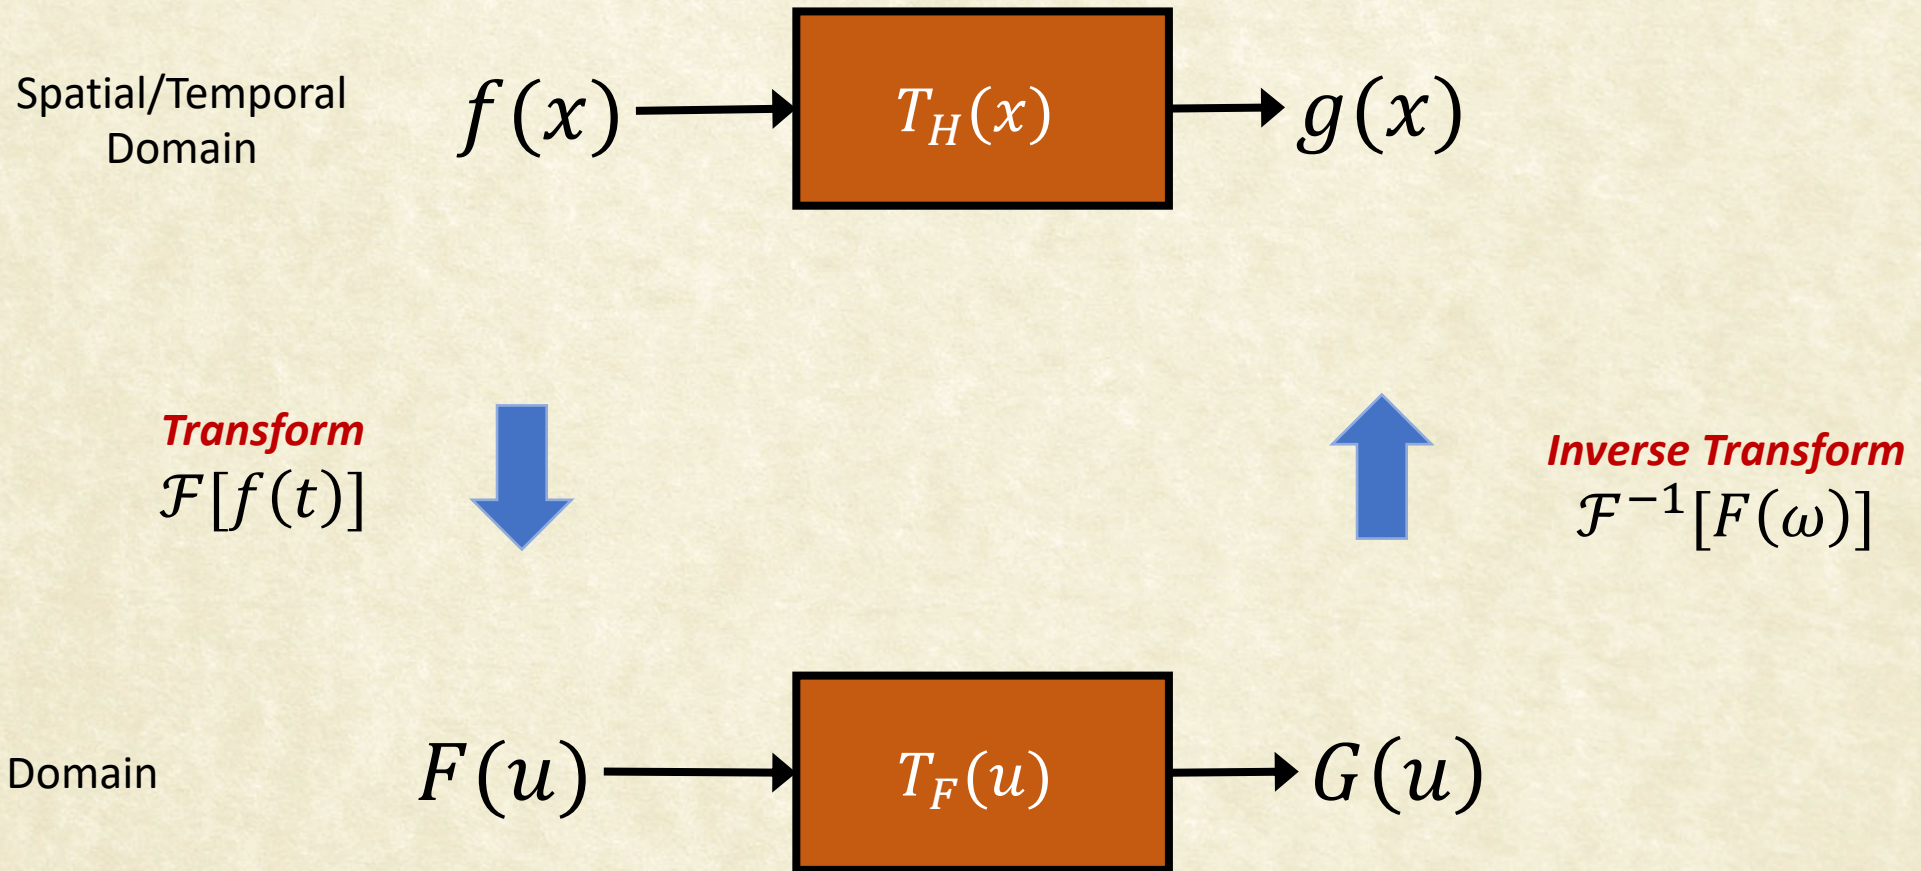 Spatial/Temporal
Domain
f(x)
T_H(x)
g(x)
Transform
ℱ[f(t)]
Inverse Transform
ℱ^{-1}[F(ω)]
Domain
F(u)
T_F(u)
G(u)